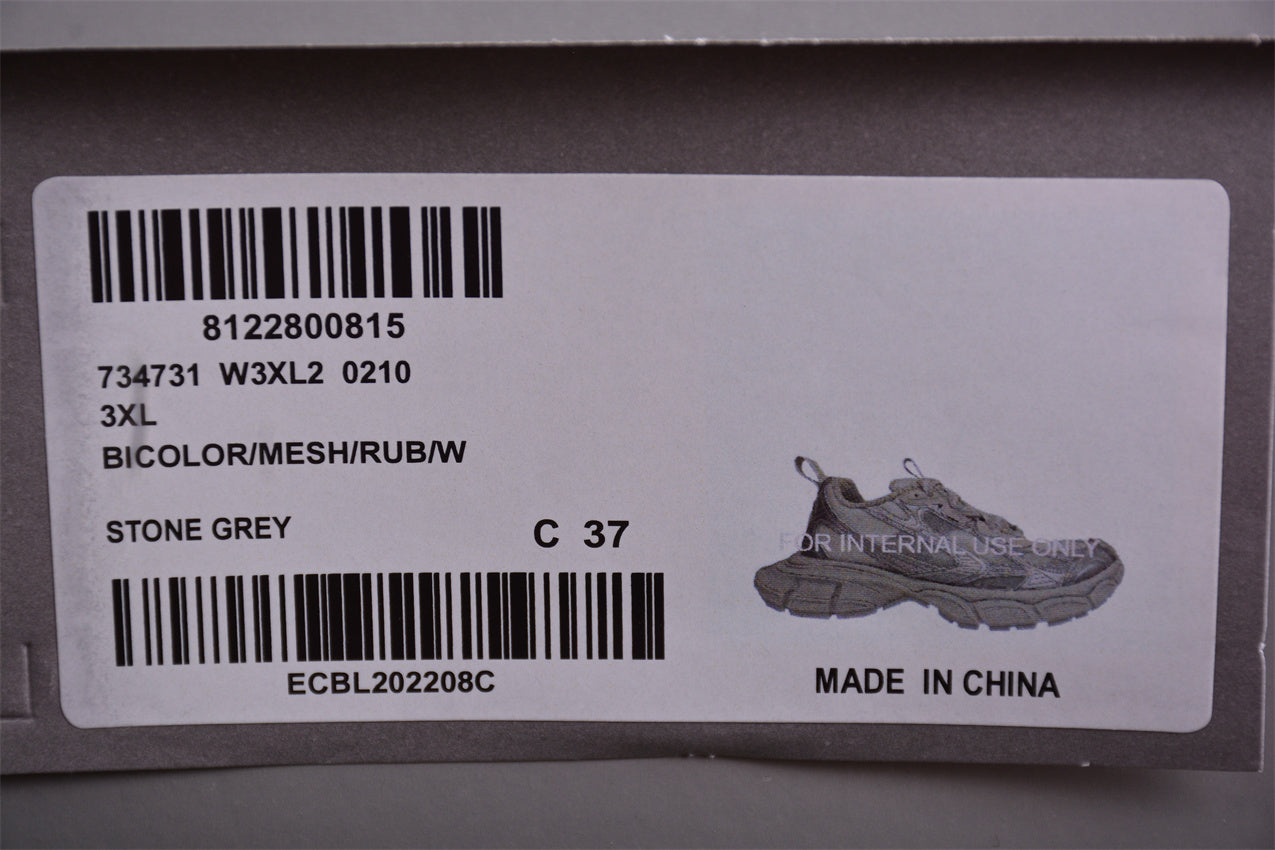 8122800815
734731 W3XL2 0210
3XL
BICOLOR/MESH/RUB/W
STONE GREY
C 37
FOR INTERNAL USE ONLY
ECBL202208C
MADE IN CHINA